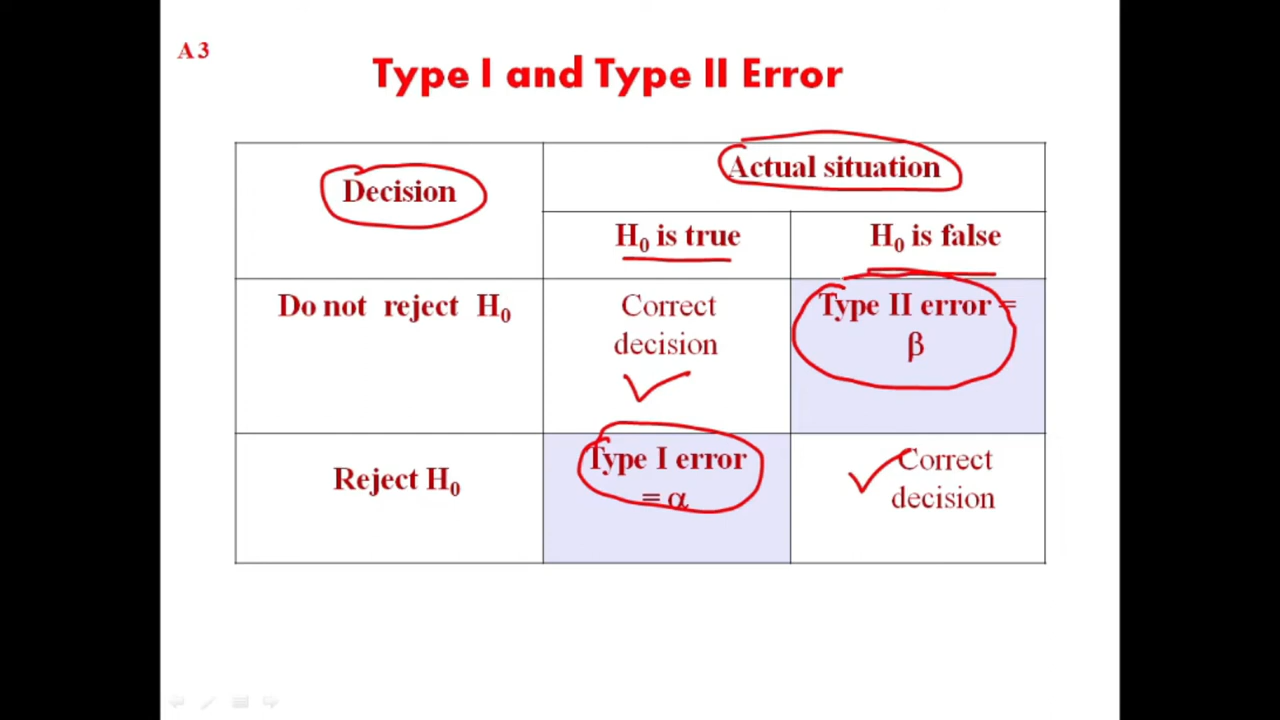 A 3
Type I and Type II Error
Decision
Actual situation
H₀ is true
H₀ is false
Do not reject H₀
Correct
decision
Type II error =
β
Reject H₀
Type I error
= α
Correct
decision